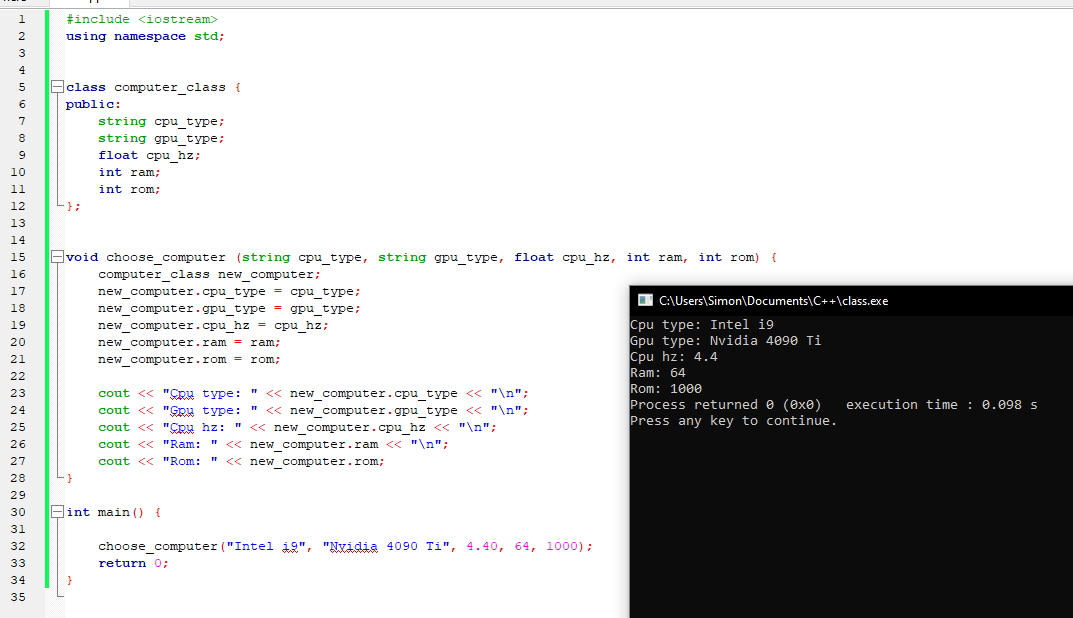 1 #include <iostream>
2 using namespace std;
3
4
5 class computer_class {
6 public:
7 string cpu_type;
8 string gpu_type;
9 float cpu_hz;
10 int ram;
11 int rom;
12 };
13
14
15 void choose_computer (string cpu_type, string gpu_type, float cpu_hz, int ram, int rom) {
16 computer_class new_computer;
17 new_computer.cpu_type = cpu_type;
18 new_computer.gpu_type = gpu_type;
19 new_computer.cpu_hz = cpu_hz;
20 new_computer.ram = ram;
21 new_computer.rom = rom;
22
23 cout << "Cpu type: " << new_computer.cpu_type << "\n";
24 cout << "Gpu type: " << new_computer.gpu_type << "\n";
25 cout << "Cpu hz: " << new_computer.cpu_hz << "\n";
26 cout << "Ram: " << new_computer.ram << "\n";
27 cout << "Rom: " << new_computer.rom;
28 }
29
30 int main() {
31
32 choose_computer("Intel i9", "Nvidia 4090 Ti", 4.40, 64, 1000);
33 return 0;
34 }
35
C:\Users\Simon\Documents\C++\class.exe
Cpu type: Intel i9
Gpu type: Nvidia 4090 Ti
Cpu hz: 4.4
Ram: 64
Rom: 1000
Process returned 0 (0x0)   execution time : 0.098 s
Press any key to continue.